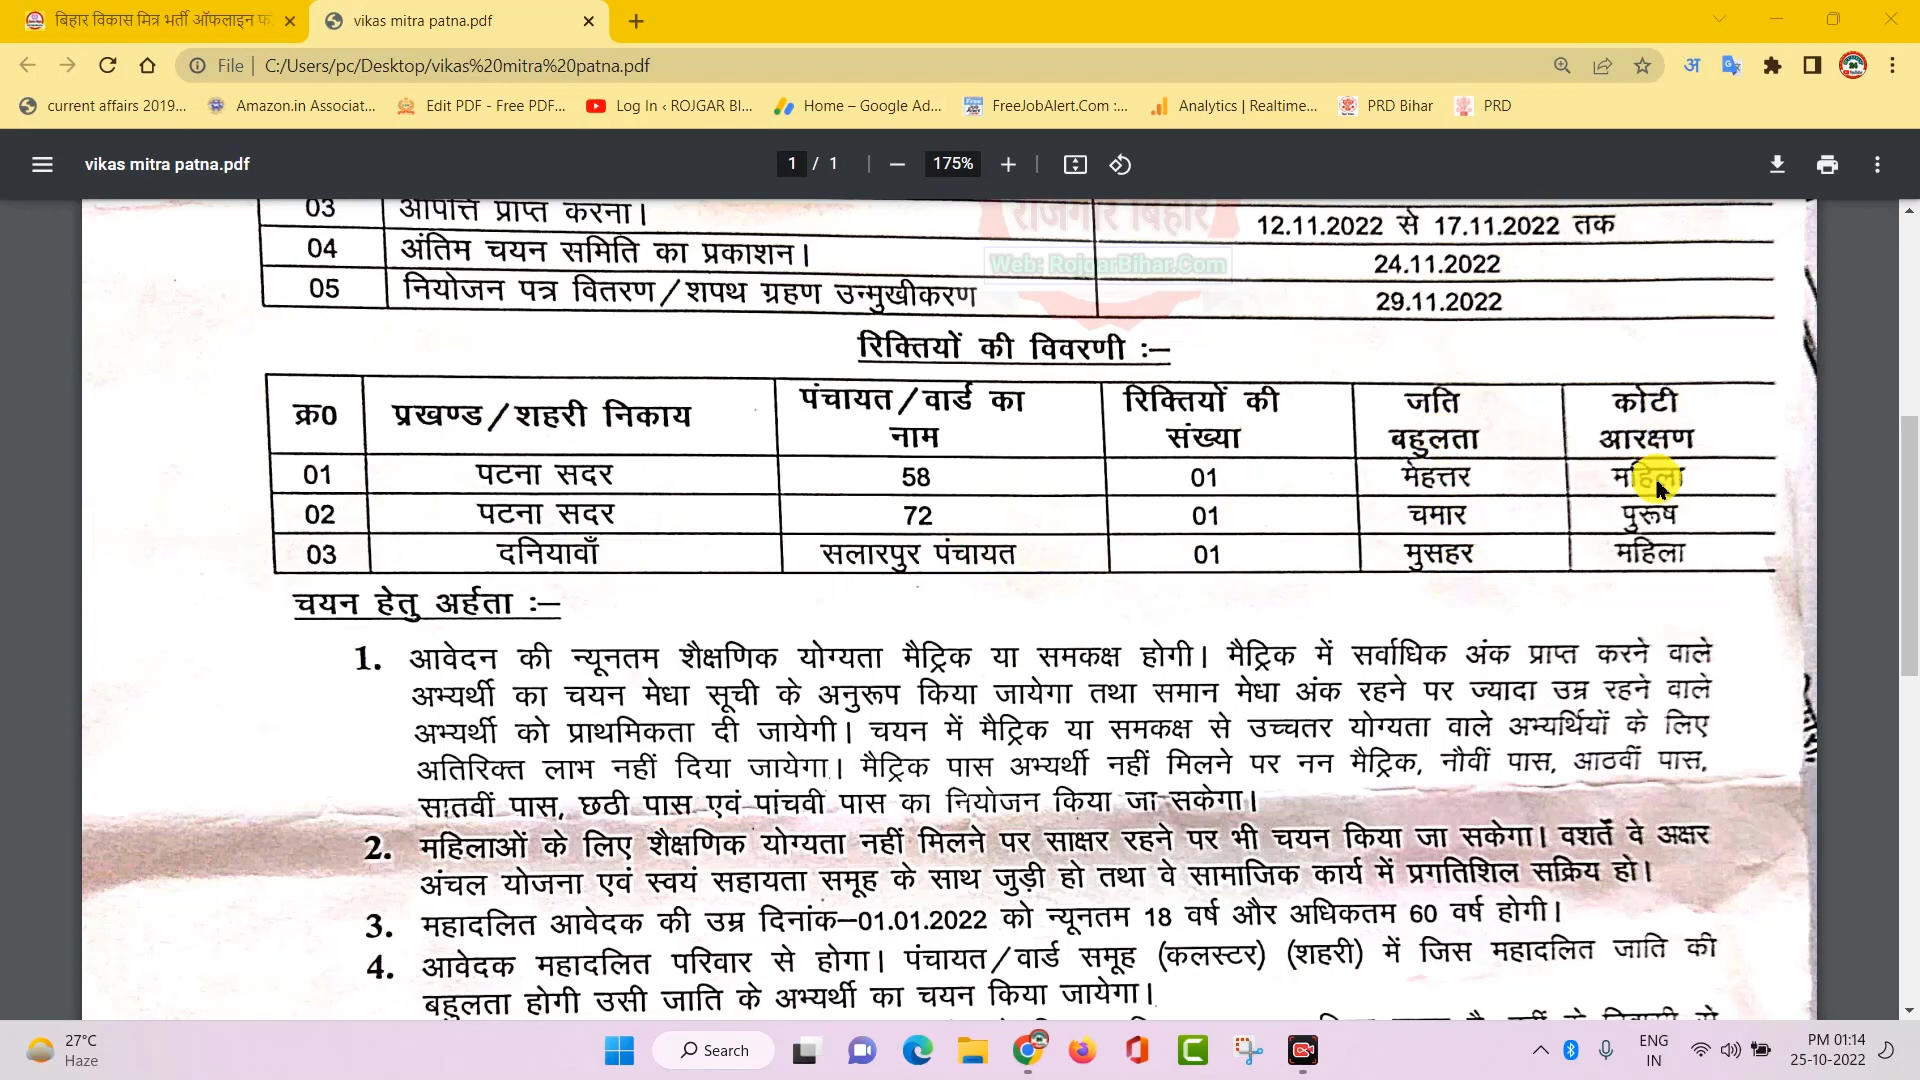 बिहार विकास मित्र भर्ती ऑफलाइन
vikas mitra patna.pdf
File
C:/Users/pc/Desktop/vikas%20mitra%20patna.pdf
current affairs 2019...
Amazon.in Associat...
Edit PDF - Free PDF...
Log In ‹ ROJGAR BI...
Home – Google Ad...
FreeJobAlert.Com :...
Analytics | Realtime...
PRD Bihar
PRD
vikas mitra patna.pdf
1 / 1
175%
03 आपत्ति प्राप्त करना। 12.11.2022 से 17.11.2022 तक
रोजगार बिहार
04 अंतिम चयन समिति का प्रकाशन। 24.11.2022
Web: RojgarBihar.Com
05 नियोजन पत्र वितरण/शपथ ग्रहण उन्मुखीकरण 29.11.2022
रिक्तियों की विवरणी :–
क्र0 प्रखण्ड/शहरी निकाय पंचायत/वार्ड का नाम रिक्तियों की संख्या जति बहुलता कोटी आरक्षण
01 पटना सदर 58 01 मेहत्तर महिला
02 पटना सदर 72 01 चमार पुरूष
03 दनियावाँ सलारपुर पंचायत 01 मुसहर महिला
चयन हेतु अर्हता :–
1. आवेदन की न्यूनतम शैक्षणिक योग्यता मैट्रिक या समकक्ष होगी। मैट्रिक में सर्वाधिक अंक प्राप्त करने वाले
अभ्यर्थी का चयन मेधा सूची के अनुरूप किया जायेगा तथा समान मेधा अंक रहने पर ज्यादा उम्र रहने वाले
अभ्यर्थी को प्राथमिकता दी जायेगी। चयन में मैट्रिक या समकक्ष से उच्चतर योग्यता वाले अभ्यर्थियों के लिए
अतिरिक्त लाभ नहीं दिया जायेगा। मैट्रिक पास अभ्यर्थी नहीं मिलने पर नन मैट्रिक, नौवीं पास, आठवीं पास,
सातवीं पास, छठी पास एवं पांचवी पास का नियोजन किया जा सकेगा।
2. महिलाओं के लिए शैक्षणिक योग्यता नहीं मिलने पर साक्षर रहने पर भी चयन किया जा सकेगा। वशर्तें वे अक्षर
अंचल योजना एवं स्वयं सहायता समूह के साथ जुड़ी हो तथा वे सामाजिक कार्य में प्रगतिशिल सक्रिय हो।
3. महादलित आवेदक की उम्र दिनांक–01.01.2022 को न्यूनतम 18 वर्ष और अधिकतम 60 वर्ष होगी।
4. आवेदक महादलित परिवार से होगा। पंचायत/वार्ड समूह (कलस्टर) (शहरी) में जिस महादलित जाति की
बहुलता होगी उसी जाति के अभ्यर्थी का चयन किया जायेगा।
27°C
Haze
Search
ENG
IN
PM 01:14
25-10-2022